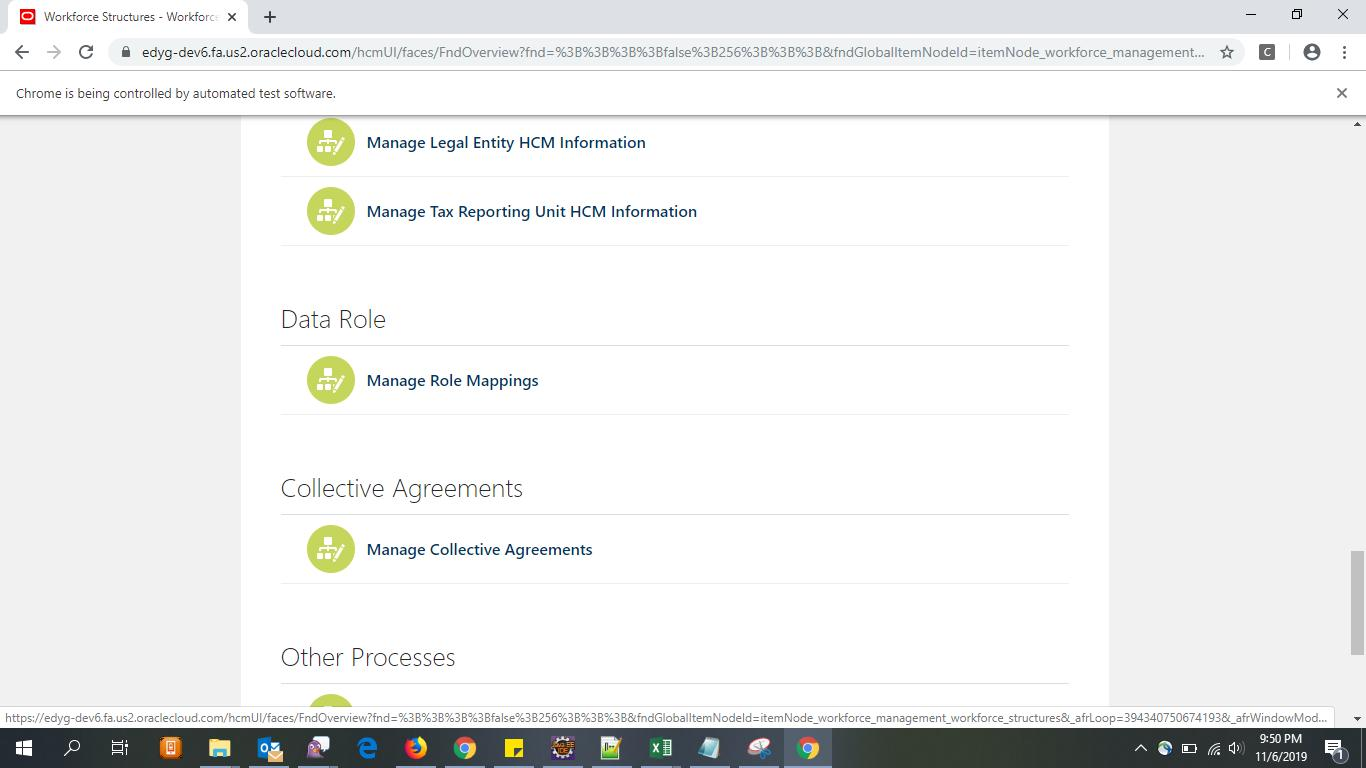 Workforce Structures - Workforce
edyg-dev6.fa.us2.oraclecloud.com/hcmUI/faces/FndOverview?fnd=%3B%3B%3B%3Bfalse%3B256%3B%3B%3B&fndGlobalItemNodeId=itemNode_workforce_management...
C
Chrome is being controlled by automated test software.
Manage Legal Entity HCM Information
Manage Tax Reporting Unit HCM Information
Data Role
Manage Role Mappings
Collective Agreements
Manage Collective Agreements
Other Processes
https://edyg-dev6.fa.us2.oraclecloud.com/hcmUI/faces/FndOverview?fnd=%3B%3B%3B%3Bfalse%3B256%3B%3B%3B&fndGlobalItemNodeId=itemNode_workforce_management_workforce_structures&_afrLoop=394340750674193&_afrWindowMod...
9:50 PM
11/6/2019
1